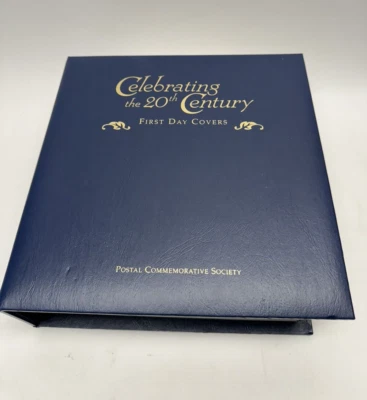 Celebrating
the 20th Century
First Day Covers
Postal Commemorative Society